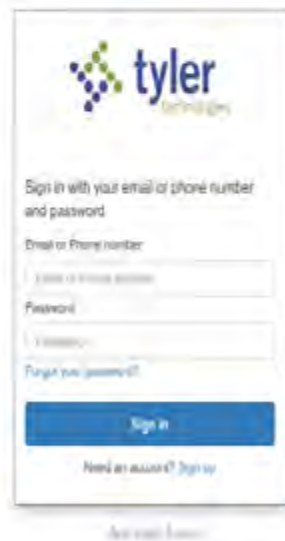 tyler
technologies
Sign in with your email or phone number
and password
Email or Phone number
Password
Forgot your password?
Sign in
Need an account? Sign up